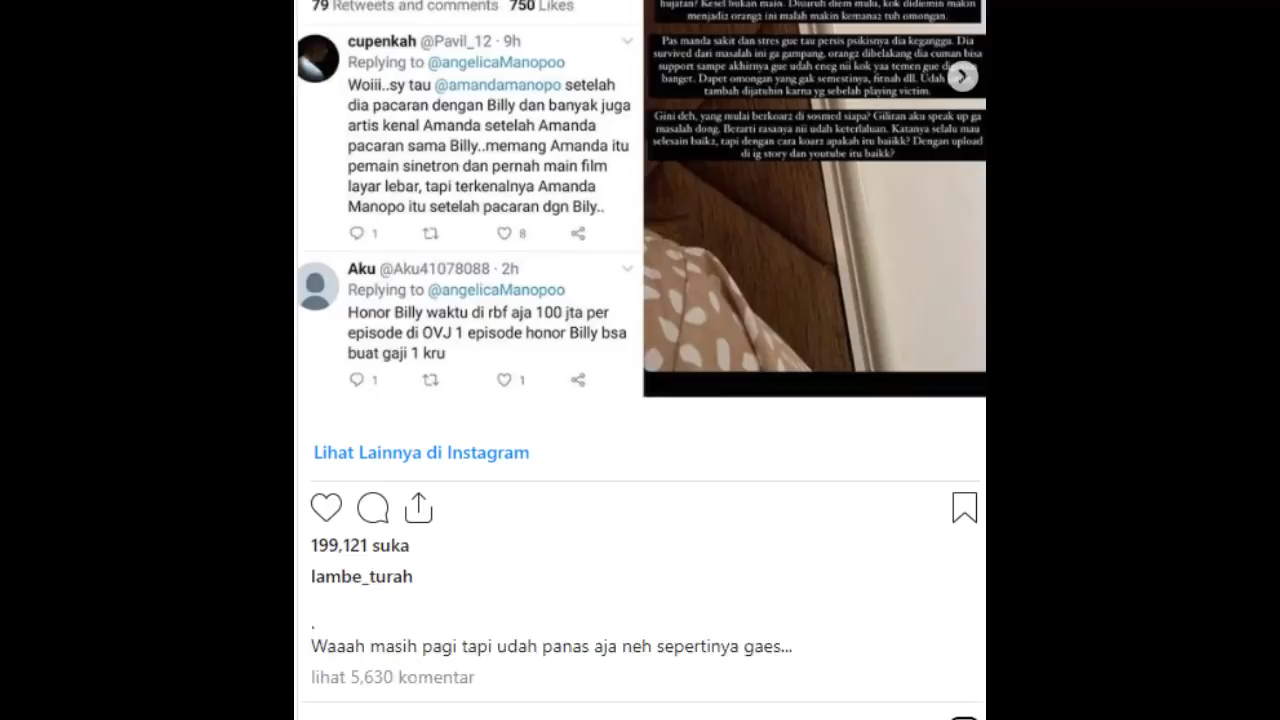 79 Retweets and comments 750 Likes
cupenkah @Pavil_12 · 9h
Replying to @angelicaManopoo
Woiii..sy tau @amandamanopo setelah
dia pacaran dengan Billy dan banyak juga
artis kenal Amanda setelah Amanda
pacaran sama Billy..memang Amanda itu
pemain sinetron dan pernah main film
layar lebar, tapi terkenalnya Amanda
Manopo itu setelah pacaran dgn Bily..
1 8
Aku @Aku41078088 · 2h
Replying to @angelicaManopoo
Honor Billy waktu di rbf aja 100 jta per
episode di OVJ 1 episode honor Billy bsa
buat gaji 1 kru
1 1
hujatan? Kesel bukan main. Disuruh diem mulu, kok didiemin makin
menjadi2 orang2 ini malah makin kemana2 tuh omongan.
Pas manda sakit dan stres gue tau persis psikisnya dia keganggu. Dia
survived dari masalah ini ga gampang, orang2 dibelakang dia cuman bisa
support sampe akhirnya gue udah eneg nii kok yaa temen gue
banget. Dapet omongan yang gak semestinya, fitnah dll. Udah
tambah dijatuhin karna yg sebelah playing victim.
Gini deh, yang mulai berkoar2 di sosmed siapa? Giliran aku speak up ga
masalah dong. Berarti rasanya nii udah keterlaluan. Katanya selalu mau
selesain baik2, tapi dengan cara koar2 apakah itu baiikk? Dengan upload
di ig story dan youtube itu baikk?
Lihat Lainnya di Instagram
199,121 suka
lambe_turah
.
Waaah masih pagi tapi udah panas aja neh sepertinya gaes...
lihat 5,630 komentar